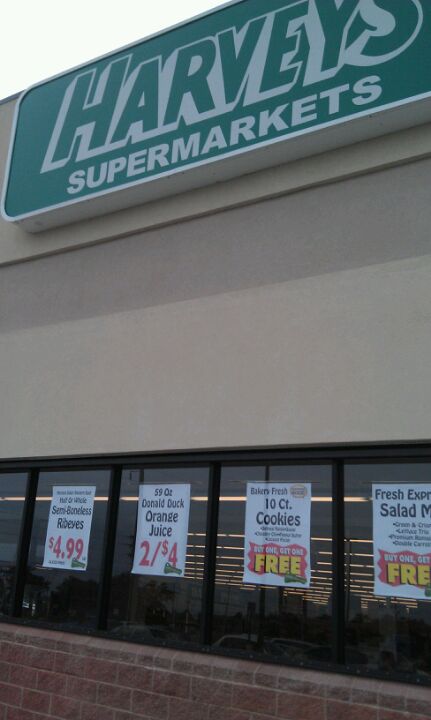 HARVEYS
SUPERMARKETS
Half Or Whole
Semi-Boneless
Ribeyes
$4.99
59 Oz
Donald Duck
Orange
Juice
2/$4
Bakery Fresh
10 Ct.
Cookies
BUY ONE, GET ONE
FREE
Fresh Expr
Salad M
BUY ONE, GET
FRE